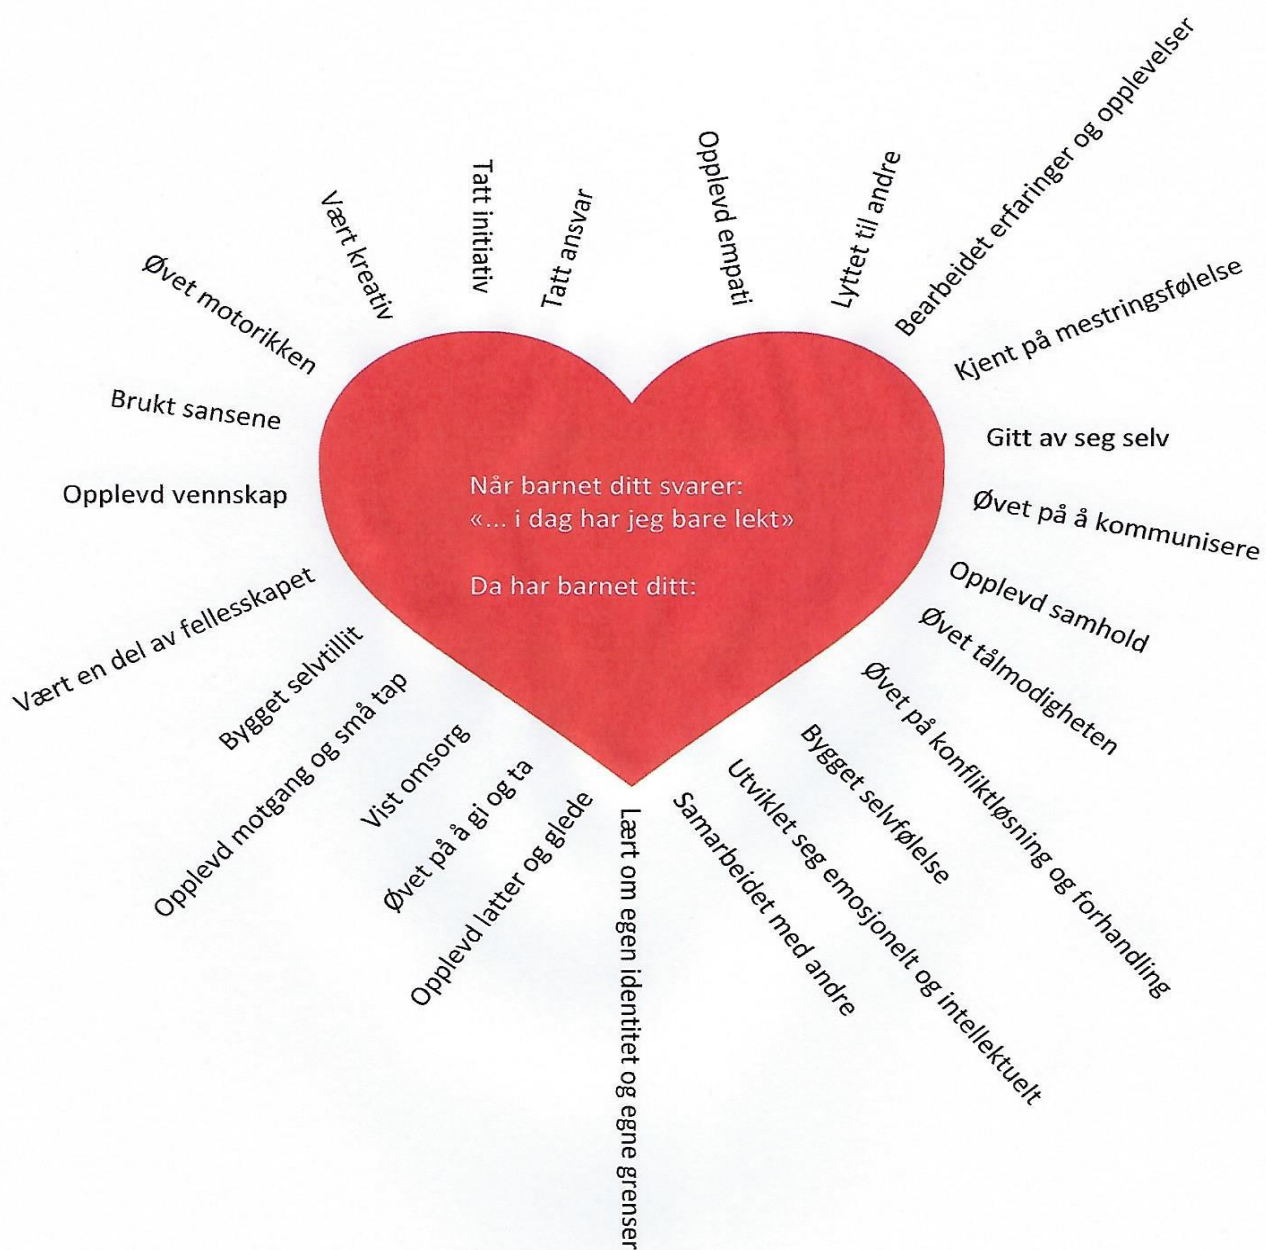 Når barnet ditt svarer:
«... i dag har jeg bare lekt»
Da har barnet ditt:
Tatt ansvar
Opplevd empati
Lyttet til andre
Bearbeidet erfaringer og opplevelser
Kjent på mestringsfølelse
Gitt av seg selv
Øvet på å kommunisere
Opplevd samhold
Øvet tålmodigheten
Øvet på konfliktløsning og forhandling
Bygget selvfølelse
Utviklet seg emosjonelt og intellektuelt
Samarbeidet med andre
Lært om egen identitet og egne grenser
Opplevd latter og glede
Øvet på å gi og ta
Vist omsorg
Opplevd motgang og små tap
Bygget selvtillit
Vært en del av fellesskapet
Opplevd vennskap
Brukt sansene
Øvet motorikken
Vært kreativ
Tatt initiativ